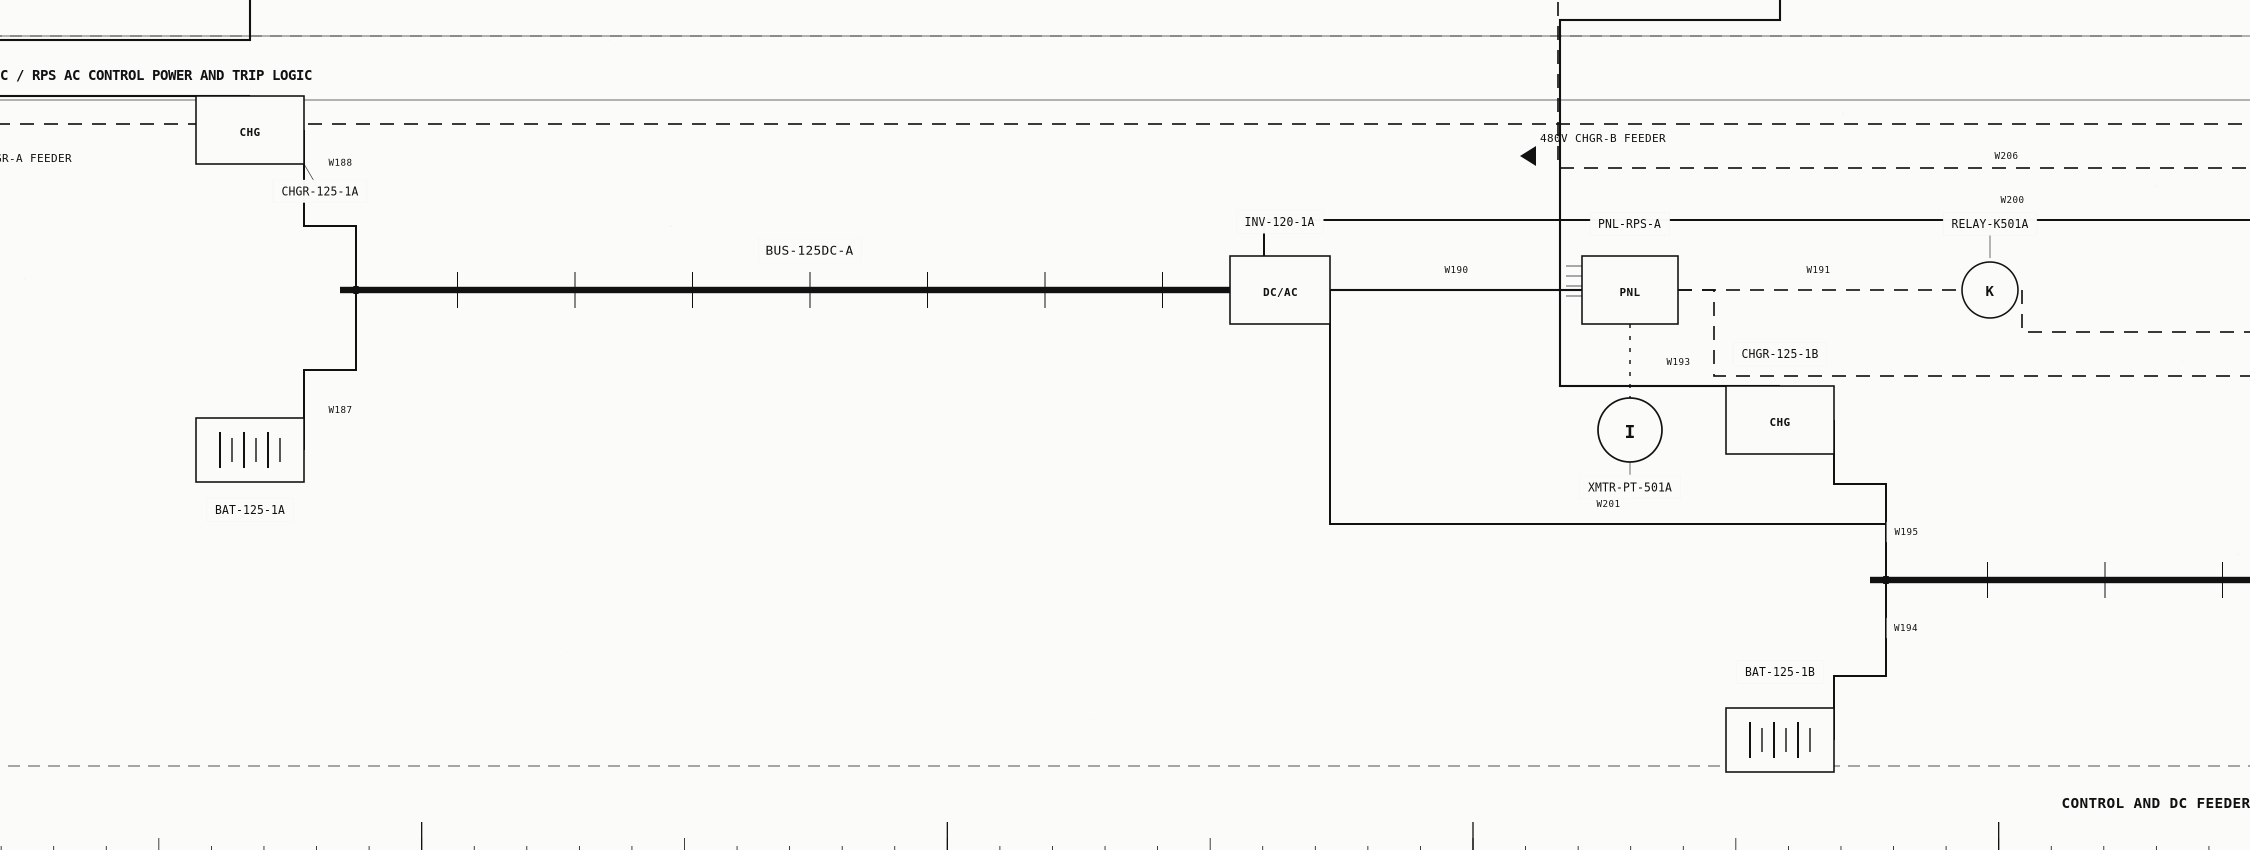 C / RPS AC CONTROL POWER AND TRIP LOGIC
CHG
480V CHGR-B FEEDER
GR-A FEEDER
W188
W206
CHGR-125-1A
W200
INV-120-1A
PNL-RPS-A
RELAY-K501A
BUS-125DC-A
W190
W191
DC/AC
PNL
K
CHGR-125-1B
W193
W187
CHG
I
XMTR-PT-501A
W201
BAT-125-1A
W195
W194
BAT-125-1B
CONTROL AND DC FEEDER